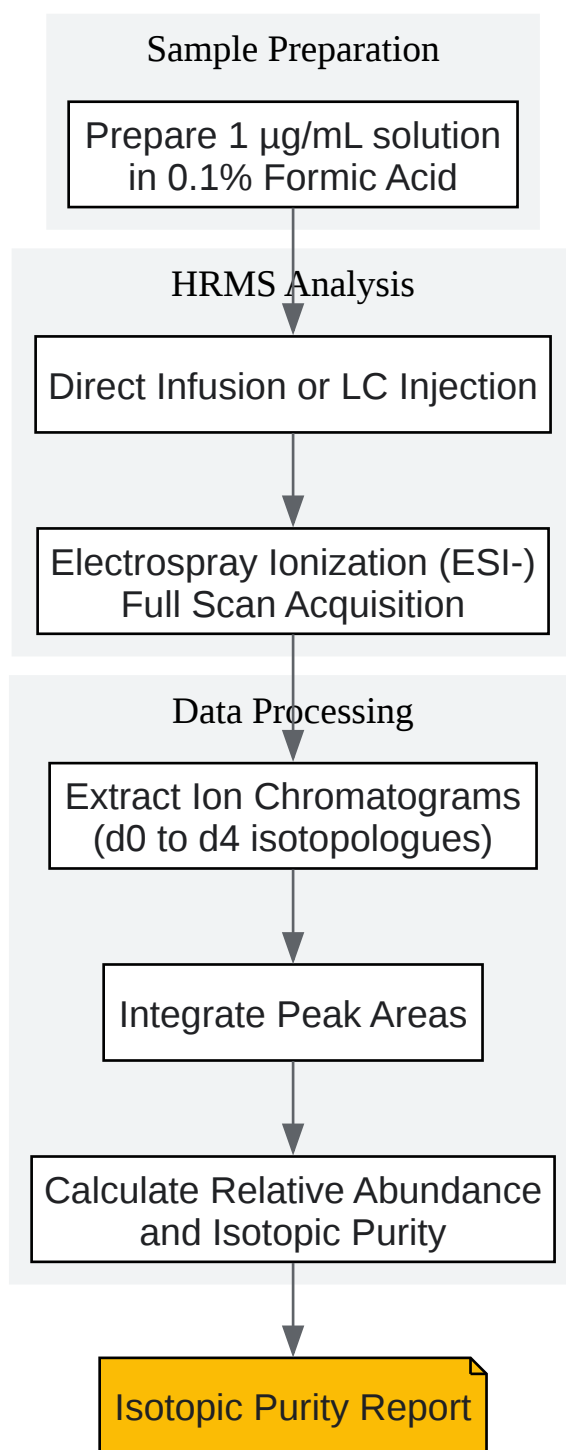 Sample Preparation
Prepare 1 µg/mL solution
in 0.1% Formic Acid
HRMS Analysis
Direct Infusion or LC Injection
Electrospray Ionization (ESI-)
Full Scan Acquisition
Data Processing
Extract Ion Chromatograms
(d0 to d4 isotopologues)
Integrate Peak Areas
Calculate Relative Abundance
and Isotopic Purity
Isotopic Purity Report